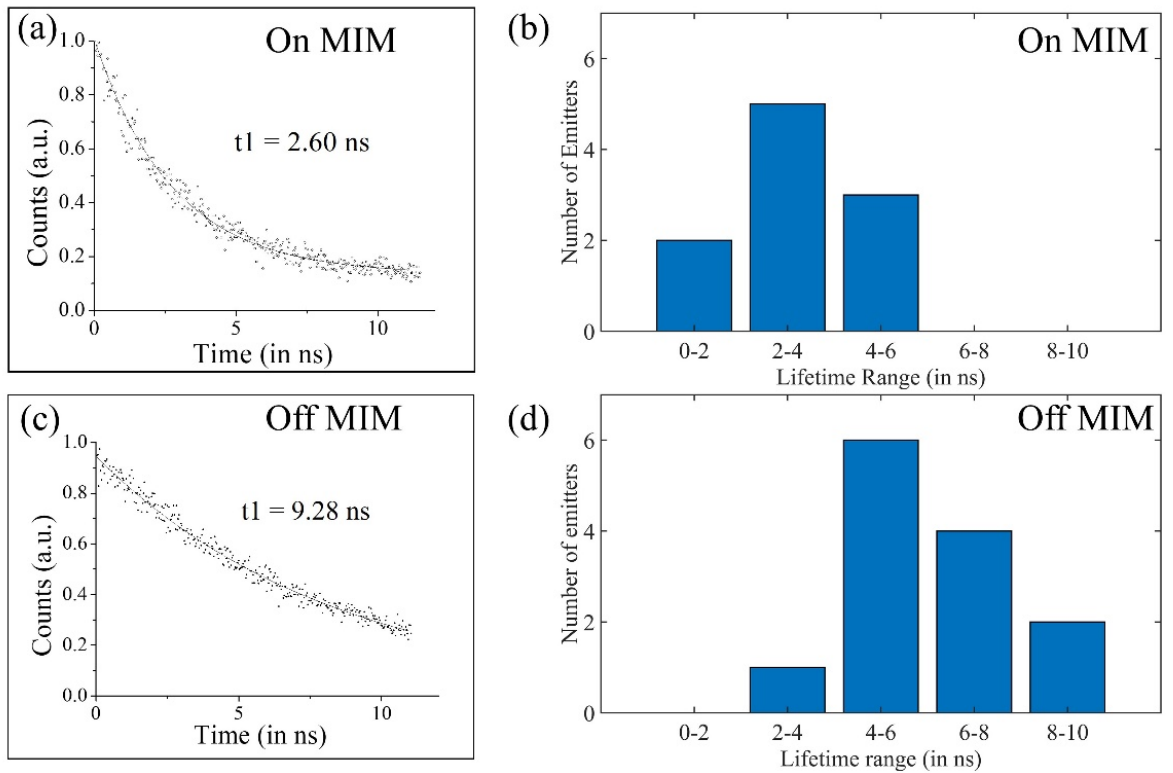 (a)
On MIM
1.0
0.8
0.6
0.4
0.2
0.0
Counts (a.u.)
t1 = 2.60 ns
0
5
10
Time (in ns)
(b)
On MIM
6
4
2
0
Number of Emitters
0-2
2-4
4-6
6-8
8-10
Lifetime Range (in ns)
(c)
Off MIM
1.0
0.8
0.6
0.4
0.2
0.0
Counts (a.u.)
t1 = 9.28 ns
0
5
10
Time (in ns)
(d)
Off MIM
6
4
2
0
Number of emitters
0-2
2-4
4-6
6-8
8-10
Lifetime range (in ns)